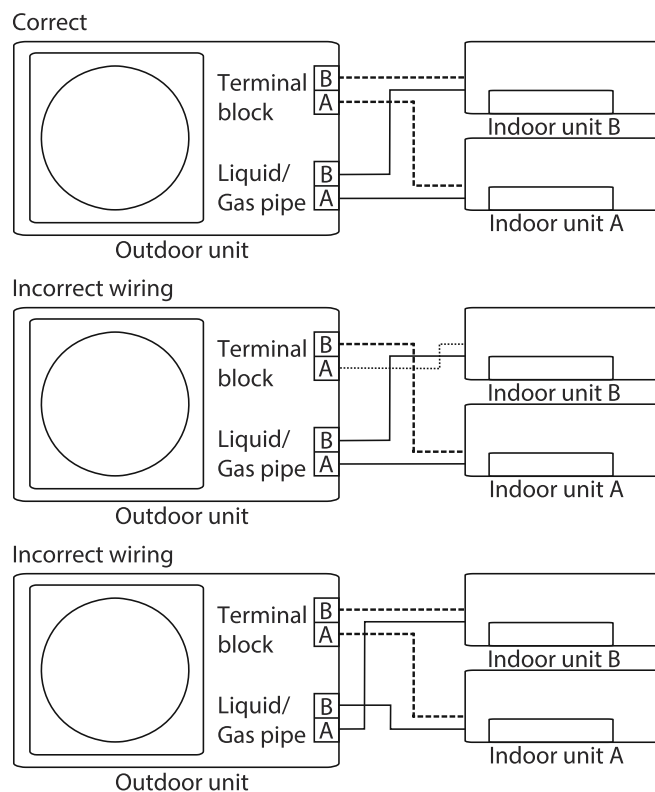 Correct
Terminal B
block A
Indoor unit B
Liquid/ B
Gas pipe A
Indoor unit A
Outdoor unit
Incorrect wiring
Terminal B
block A
Indoor unit B
Liquid/ B
Gas pipe A
Indoor unit A
Outdoor unit
Incorrect wiring
Terminal B
block A
Indoor unit B
Liquid/ B
Gas pipe A
Indoor unit A
Outdoor unit